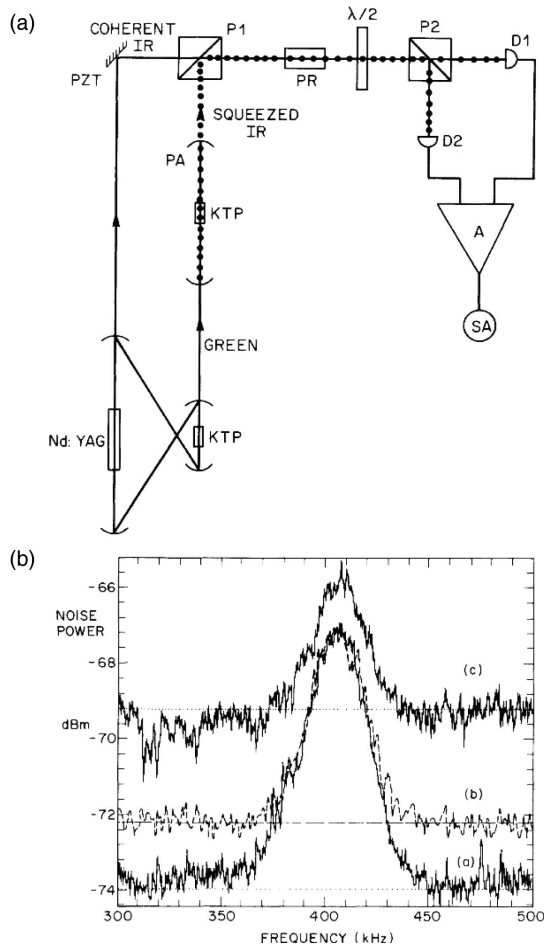 (a)
COHERENT
IR
PZT
P1
PR
λ/2
P2
D1
D2
SQUEEZED
IR
PA
KTP
A
SA
GREEN
Nd: YAG
KTP
(b)
NOISE
POWER
dBm
-66
-68
-70
-72
-74
(c)
(b)
(a)
300
350
400
450
500
FREQUENCY (kHz)